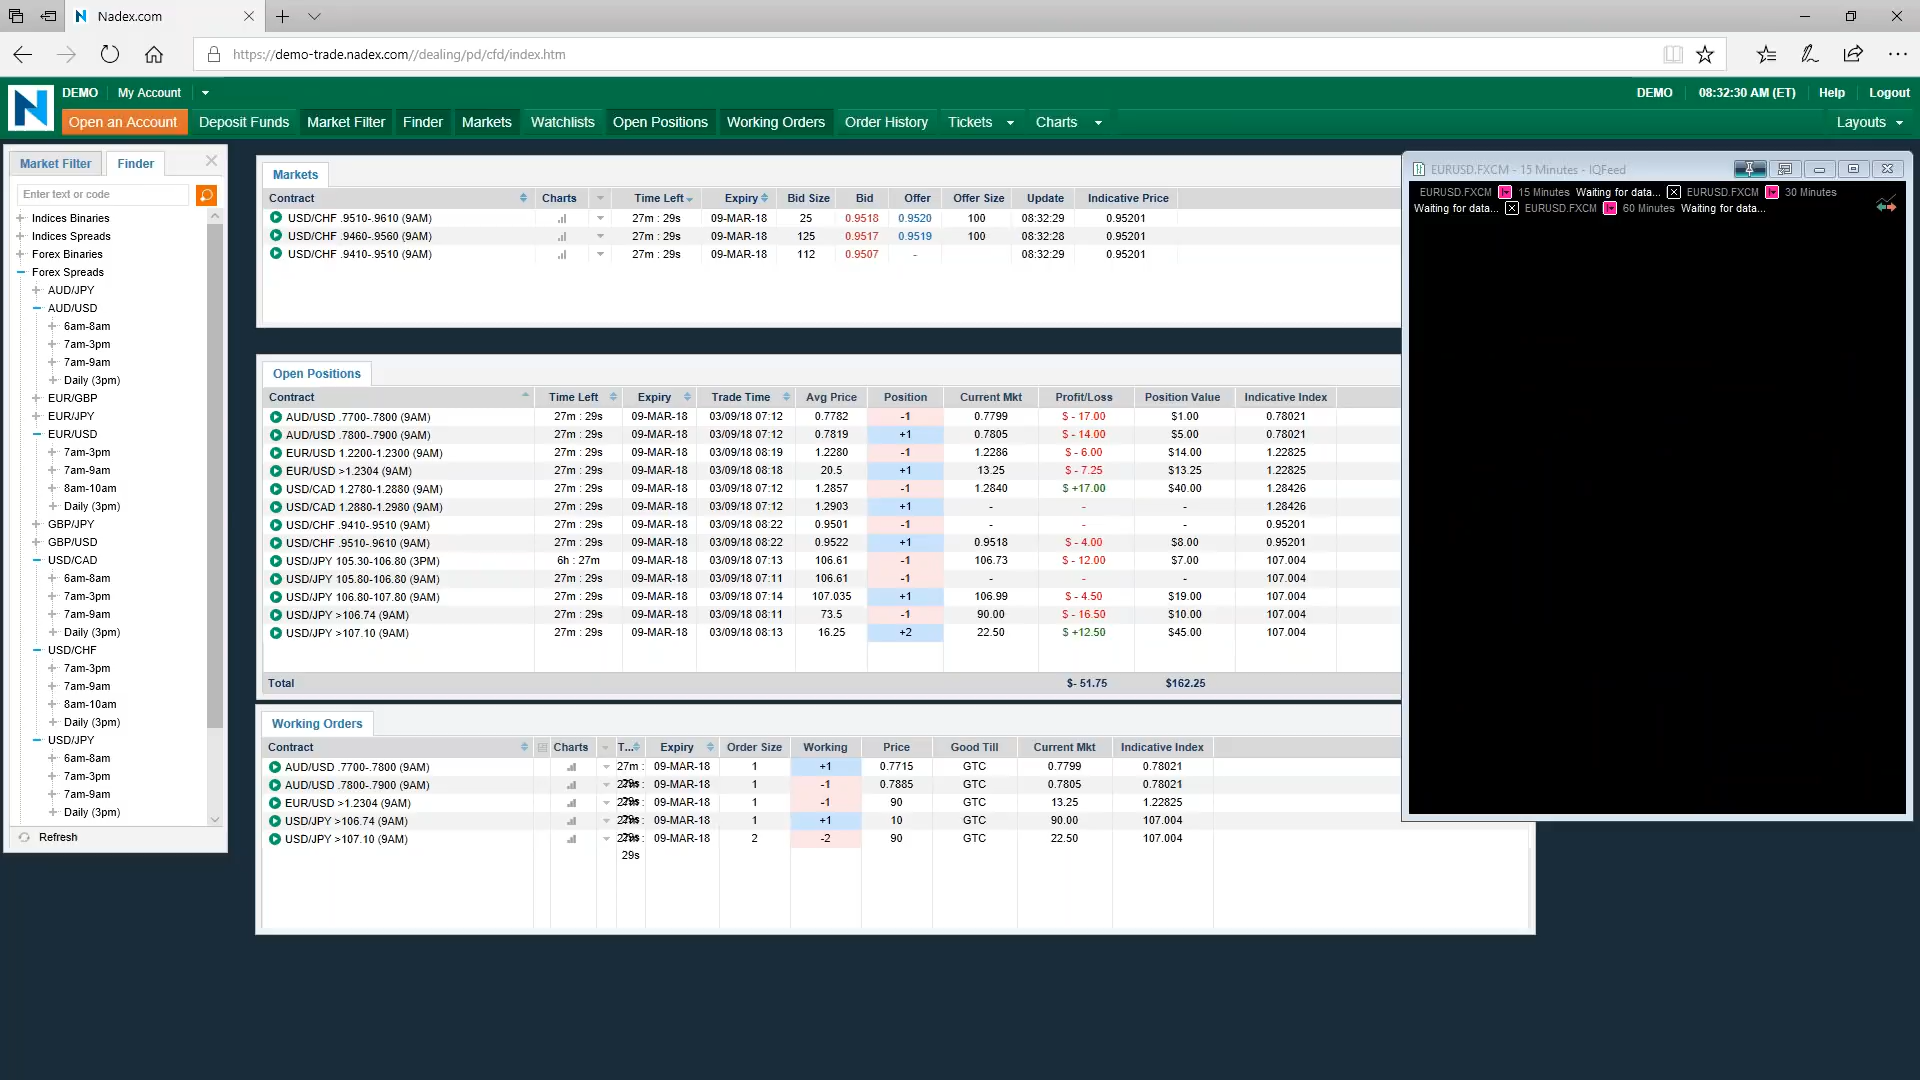 Nadex.com
https://demo-trade.nadex.com//dealing/pd/cfd/index.htm
N DEMO My Account DEMO 08:32:30 AM (ET) Help Logout
Open an Account Deposit Funds Market Filter Finder Markets Watchlists Open Positions Working Orders Order History Tickets Charts Layouts
Market Filter Finder
Enter text or code
Indices Binaries
Indices Spreads
Forex Binaries
Forex Spreads
AUD/JPY
AUD/USD
6am-8am
7am-3pm
7am-9am
Daily (3pm)
EUR/GBP
EUR/JPY
EUR/USD
7am-3pm
7am-9am
8am-10am
Daily (3pm)
GBP/JPY
GBP/USD
USD/CAD
6am-8am
7am-3pm
7am-9am
Daily (3pm)
USD/CHF
7am-3pm
7am-9am
8am-10am
Daily (3pm)
USD/JPY
6am-8am
7am-3pm
7am-9am
Daily (3pm)
Refresh
Markets
Contract Charts Time Left Expiry Bid Size Bid Offer Offer Size Update Indicative Price
USD/CHF .9510-.9610 (9AM) 27m : 29s 09-MAR-18 25 0.9518 0.9520 100 08:32:29 0.95201
USD/CHF .9460-.9560 (9AM) 27m : 29s 09-MAR-18 125 0.9517 0.9519 100 08:32:28 0.95201
USD/CHF .9410-.9510 (9AM) 27m : 29s 09-MAR-18 112 0.9507 - 08:32:29 0.95201
Open Positions
Contract Time Left Expiry Trade Time Avg Price Position Current Mkt Profit/Loss Position Value Indicative Index
AUD/USD .7700-.7800 (9AM) 27m : 29s 09-MAR-18 03/09/18 07:12 0.7782 -1 0.7799 $ - 17.00 $1.00 0.78021
AUD/USD .7800-.7900 (9AM) 27m : 29s 09-MAR-18 03/09/18 07:12 0.7819 +1 0.7805 $ - 14.00 $5.00 0.78021
EUR/USD 1.2200-1.2300 (9AM) 27m : 29s 09-MAR-18 03/09/18 08:19 1.2280 -1 1.2286 $ - 6.00 $14.00 1.22825
EUR/USD >1.2304 (9AM) 27m : 29s 09-MAR-18 03/09/18 08:18 20.5 +1 13.25 $ - 7.25 $13.25 1.22825
USD/CAD 1.2780-1.2880 (9AM) 27m : 29s 09-MAR-18 03/09/18 07:12 1.2857 -1 1.2840 $ +17.00 $40.00 1.28426
USD/CAD 1.2880-1.2980 (9AM) 27m : 29s 09-MAR-18 03/09/18 07:12 1.2903 +1 - - - 1.28426
USD/CHF .9410-.9510 (9AM) 27m : 29s 09-MAR-18 03/09/18 08:22 0.9501 -1 - - - 0.95201
USD/CHF .9510-.9610 (9AM) 27m : 29s 09-MAR-18 03/09/18 08:22 0.9522 +1 0.9518 $ - 4.00 $8.00 0.95201
USD/JPY 105.30-106.80 (3PM) 6h : 27m 09-MAR-18 03/09/18 07:13 106.61 -1 106.73 $ - 12.00 $7.00 107.004
USD/JPY 105.80-106.80 (9AM) 27m : 29s 09-MAR-18 03/09/18 07:11 106.61 -1 - - - 107.004
USD/JPY 106.80-107.80 (9AM) 27m : 29s 09-MAR-18 03/09/18 07:14 107.035 +1 106.99 $ - 4.50 $19.00 107.004
USD/JPY >106.74 (9AM) 27m : 29s 09-MAR-18 03/09/18 08:11 73.5 -1 90.00 $ - 16.50 $10.00 107.004
USD/JPY >107.10 (9AM) 27m : 29s 09-MAR-18 03/09/18 08:13 16.25 +2 22.50 $ +12.50 $45.00 107.004
Total $- 51.75 $162.25
Working Orders
Contract Charts T... Expiry Order Size Working Price Good Till Current Mkt Indicative Index
AUD/USD .7700-.7800 (9AM) 27m : 09-MAR-18 1 +1 0.7715 GTC 0.7799 0.78021
AUD/USD .7800-.7900 (9AM) 09-MAR-18 1 -1 0.7885 GTC 0.7805 0.78021
EUR/USD >1.2304 (9AM) 09-MAR-18 1 -1 90 GTC 13.25 1.22825
USD/JPY >106.74 (9AM) 09-MAR-18 1 +1 10 GTC 90.00 107.004
USD/JPY >107.10 (9AM) 09-MAR-18 2 -2 90 GTC 22.50 107.004
29s
EURUSD.FXCM - 15 Minutes - IQFeed
EURUSD.FXCM 15 Minutes Waiting for data... EURUSD.FXCM 30 Minutes
Waiting for data... EURUSD.FXCM 60 Minutes Waiting for data...